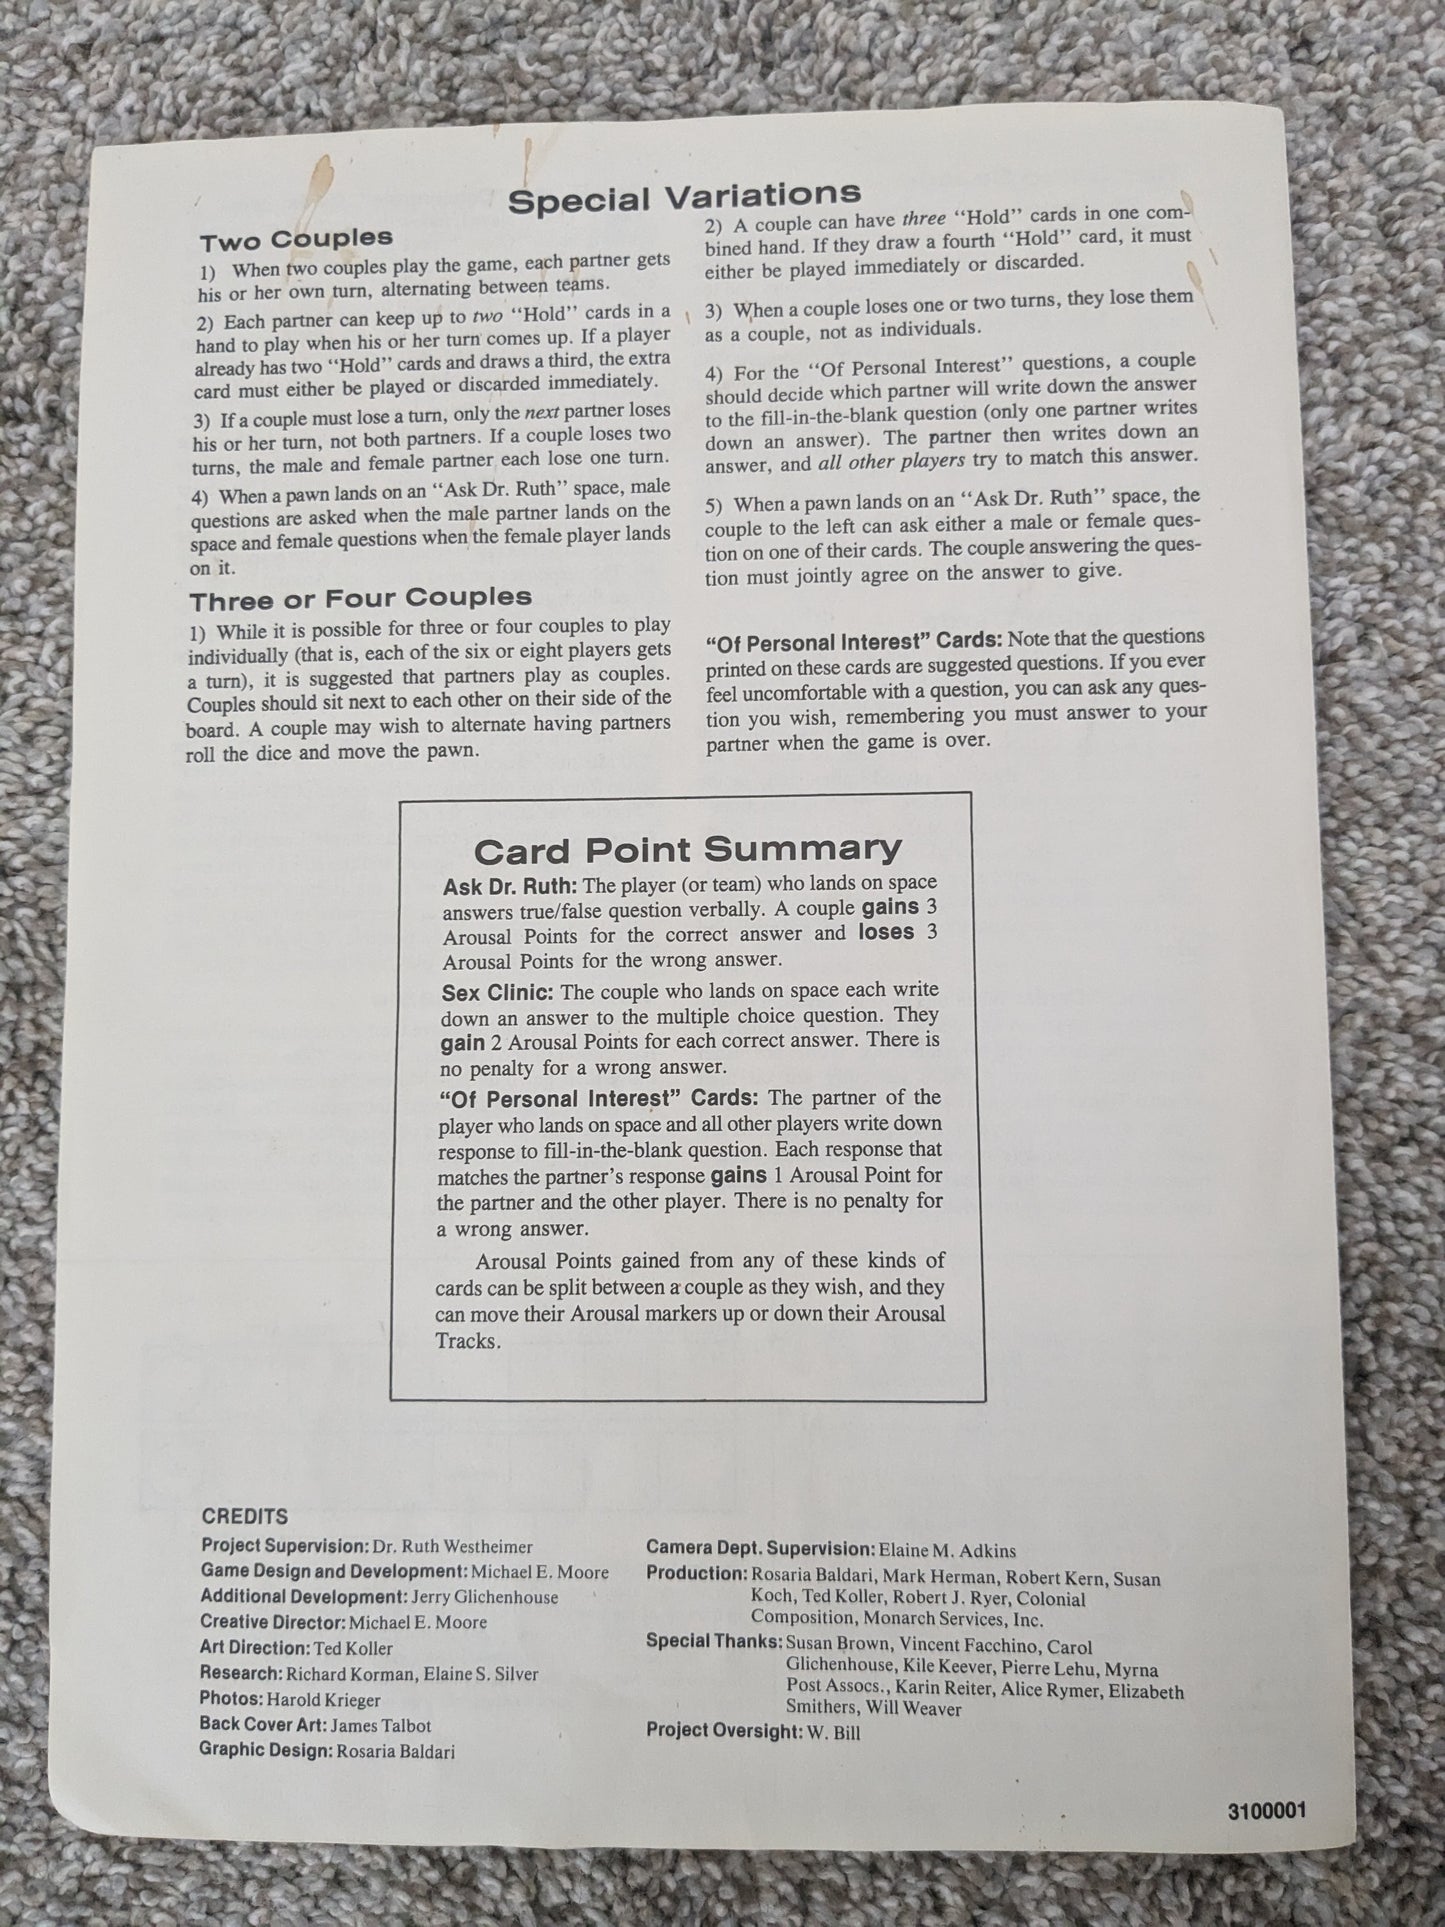 Special Variations
Two Couples
1) When two couples play the game, each partner gets
his or her own turn, alternating between teams.
2) Each partner can keep up to two “Hold” cards in a
hand to play when his or her turn comes up. If a player
already has two “Hold” cards and draws a third, the extra
card must either be played or discarded immediately.
3) If a couple must lose a turn, only the next partner loses
his or her turn, not both partners. If a couple loses two
turns, the male and female partner each lose one turn.
4) When a pawn lands on an “Ask Dr. Ruth” space, male
questions are asked when the male partner lands on the
space and female questions when the female player lands
on it.
Three or Four Couples
1) While it is possible for three or four couples to play
individually (that is, each of the six or eight players gets
a turn), it is suggested that partners play as couples.
Couples should sit next to each other on their side of the
board. A couple may wish to alternate having partners
roll the dice and move the pawn.
2) A couple can have three “Hold” cards in one com-
bined hand. If they draw a fourth “Hold” card, it must
either be played immediately or discarded.
3) When a couple loses one or two turns, they lose them
as a couple, not as individuals.
4) For the “Of Personal Interest” questions, a couple
should decide which partner will write down the answer
to the fill-in-the-blank question (only one partner writes
down an answer). The partner then writes down an
answer, and all other players try to match this answer.
5) When a pawn lands on an “Ask Dr. Ruth” space, the
couple to the left can ask either a male or female ques-
tion on one of their cards. The couple answering the ques-
tion must jointly agree on the answer to give.
“Of Personal Interest” Cards: Note that the questions
printed on these cards are suggested questions. If you ever
feel uncomfortable with a question, you can ask any ques-
tion you wish, remembering you must answer to your
partner when the game is over.
Card Point Summary
Ask Dr. Ruth: The player (or team) who lands on space
answers true/false question verbally. A couple gains 3
Arousal Points for the correct answer and loses 3
Arousal Points for the wrong answer.
Sex Clinic: The couple who lands on space each write
down an answer to the multiple choice question. They
gain 2 Arousal Points for each correct answer. There is
no penalty for a wrong answer.
“Of Personal Interest” Cards: The partner of the
player who lands on space and all other players write down
response to fill-in-the-blank question. Each response that
matches the partner’s response gains 1 Arousal Point for
the partner and the other player. There is no penalty for
a wrong answer.
Arousal Points gained from any of these kinds of
cards can be split between a couple as they wish, and they
can move their Arousal markers up or down their Arousal
Tracks.
CREDITS
Project Supervision: Dr. Ruth Westheimer
Game Design and Development: Michael E. Moore
Additional Development: Jerry Glichenhouse
Creative Director: Michael E. Moore
Art Direction: Ted Koller
Research: Richard Korman, Elaine S. Silver
Photos: Harold Krieger
Back Cover Art: James Talbot
Graphic Design: Rosaria Baldari
Camera Dept. Supervision: Elaine M. Adkins
Production: Rosaria Baldari, Mark Herman, Robert Kern, Susan
Koch, Ted Koller, Robert J. Ryer, Colonial
Composition, Monarch Services, Inc.
Special Thanks: Susan Brown, Vincent Facchino, Carol
Glichenhouse, Kile Keever, Pierre Lehu, Myrna
Post Assocs., Karin Reiter, Alice Rymer, Elizabeth
Smithers, Will Weaver
Project Oversight: W. Bill
3100001